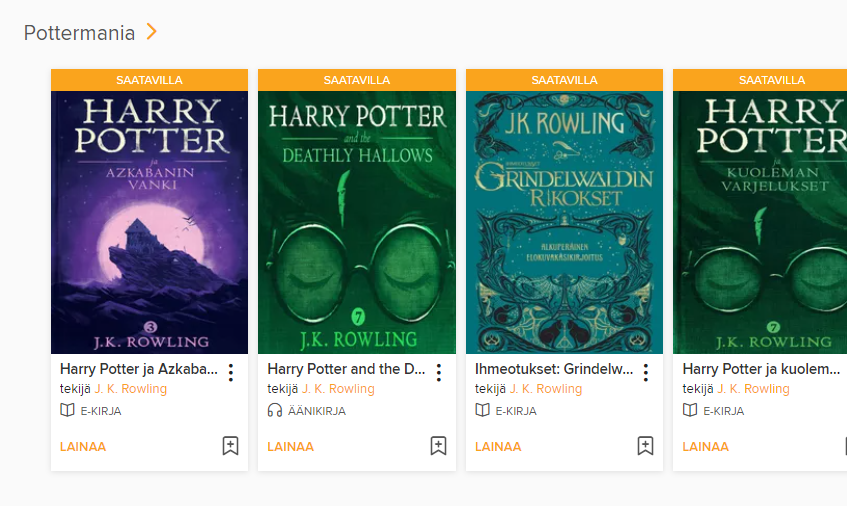 Pottermania
SAATAVILLA
HARRY
POTTER
ja
AZKABANIN
VANKI
3
J.K. ROWLING
Harry Potter ja Azkaba...
tekijä J. K. Rowling
E-KIRJA
LAINAA
SAATAVILLA
HARRY POTTER
and the
DEATHLY HALLOWS
7
J.K. ROWLING
Harry Potter and the D...
tekijä J. K. Rowling
ÄÄNIKIRJA
LAINAA
SAATAVILLA
J.K. ROWLING
GRINDELWALDIN
RIKOKSET
ALKUPERÄINEN
ELOKUVAKÄSIKIRJOITUS
Ihmeotukset: Grindelw...
tekijä J. K. Rowling
E-KIRJA
LAINAA
SAATAVILLA
HARRY
POTTER
ja
KUOLEMAN
VARJELUKSET
7
J.K. ROWLING
Harry Potter ja kuolem...
tekijä J. K. Rowling
E-KIRJA
LAINAA